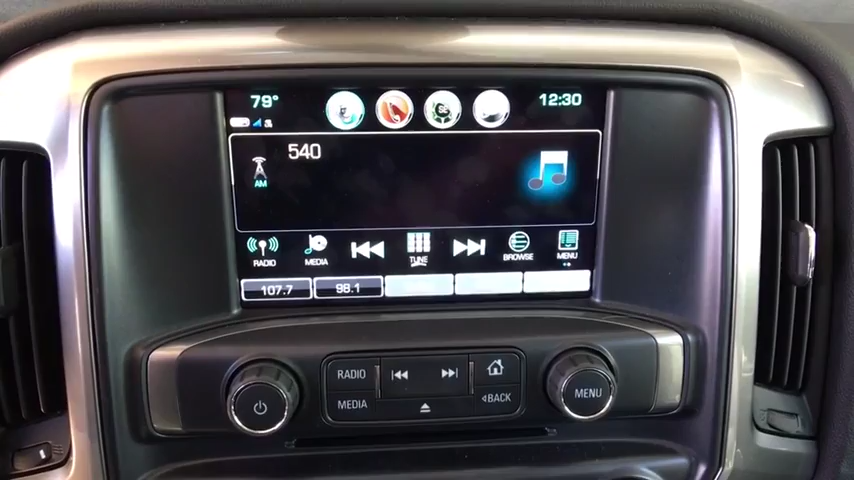 79° 12:30
540
AM
RADIO MEDIA TUNE BROWSE MENU
107.7 98.1
RADIO
MEDIA BACK
MENU